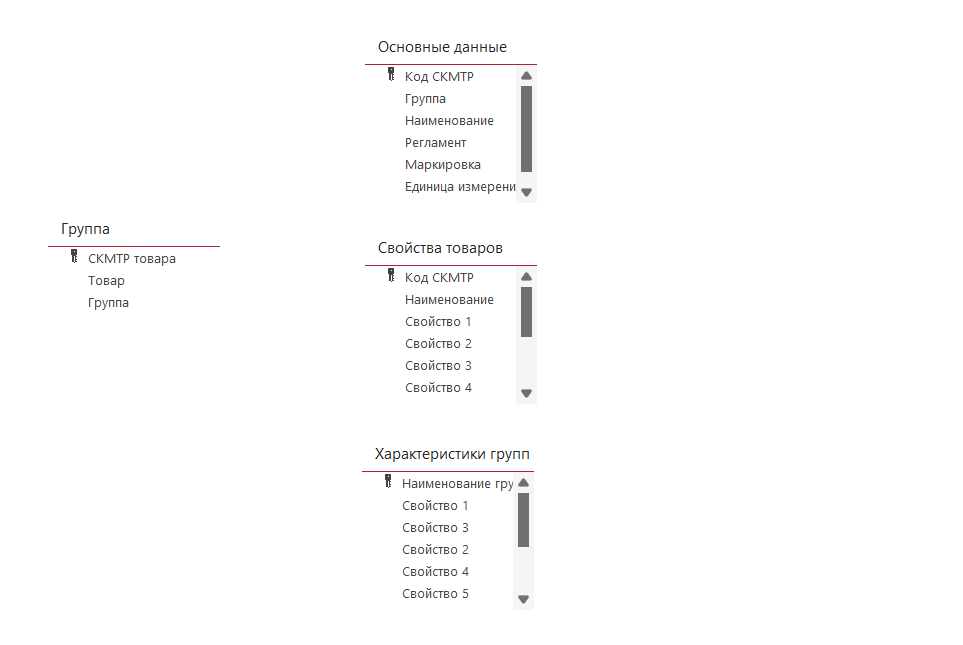 Основные данные
Код СКМТР
Группа
Наименование
Регламент
Маркировка
Единица измерени
Группа
СКМТР товара
Товар
Группа
Свойства товаров
Код СКМТР
Наименование
Свойство 1
Свойство 2
Свойство 3
Свойство 4
Характеристики групп
Наименование гру
Свойство 1
Свойство 3
Свойство 2
Свойство 4
Свойство 5